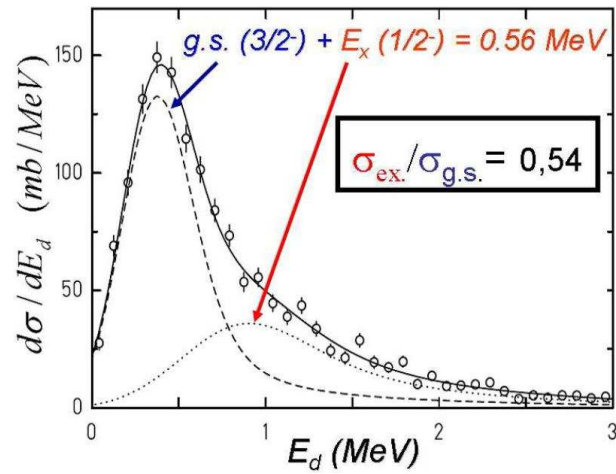 g.s. (3/2-) + Ex (1/2-) = 0.56 MeV
σex./σg.s. = 0,54
dσ / dEd (mb / MeV)
150
100
50
0
0 1 2 3
Ed (MeV)